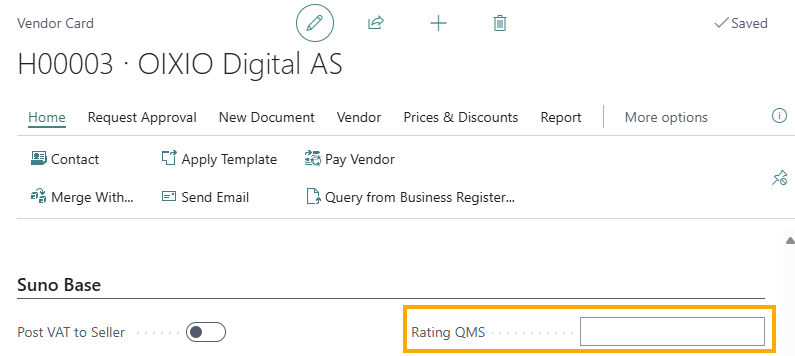 Vendor Card
Saved
H00003 · OIXIO Digital AS
Home Request Approval New Document Vendor Prices & Discounts Report More options
Contact Apply Template Pay Vendor
Merge With... Send Email Query from Business Register...
Suno Base
Post VAT to Seller Rating QMS